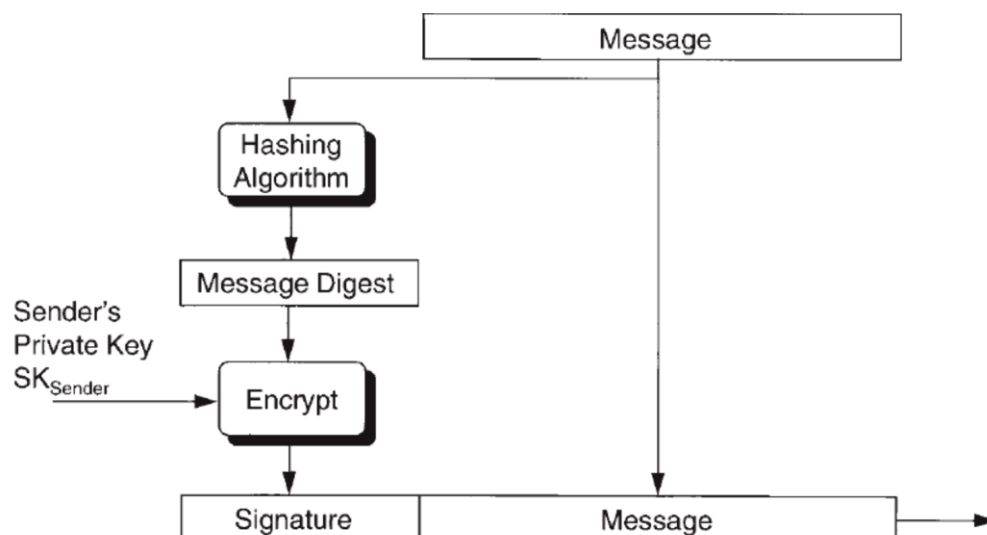 Message
Hashing
Algorithm
Message Digest
Sender's
Private Key
SKSender
Encrypt
Signature
Message